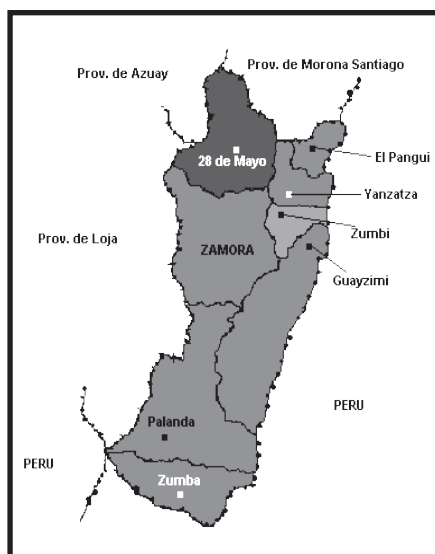 Prov. de Azuay
Prov. de Morona Santiago
28 de Mayo
El Pangui
Yanzatza
Zumbi
Prov. de Loja
ZAMORA
Guayzimi
PERU
Palanda
PERU
Zumba